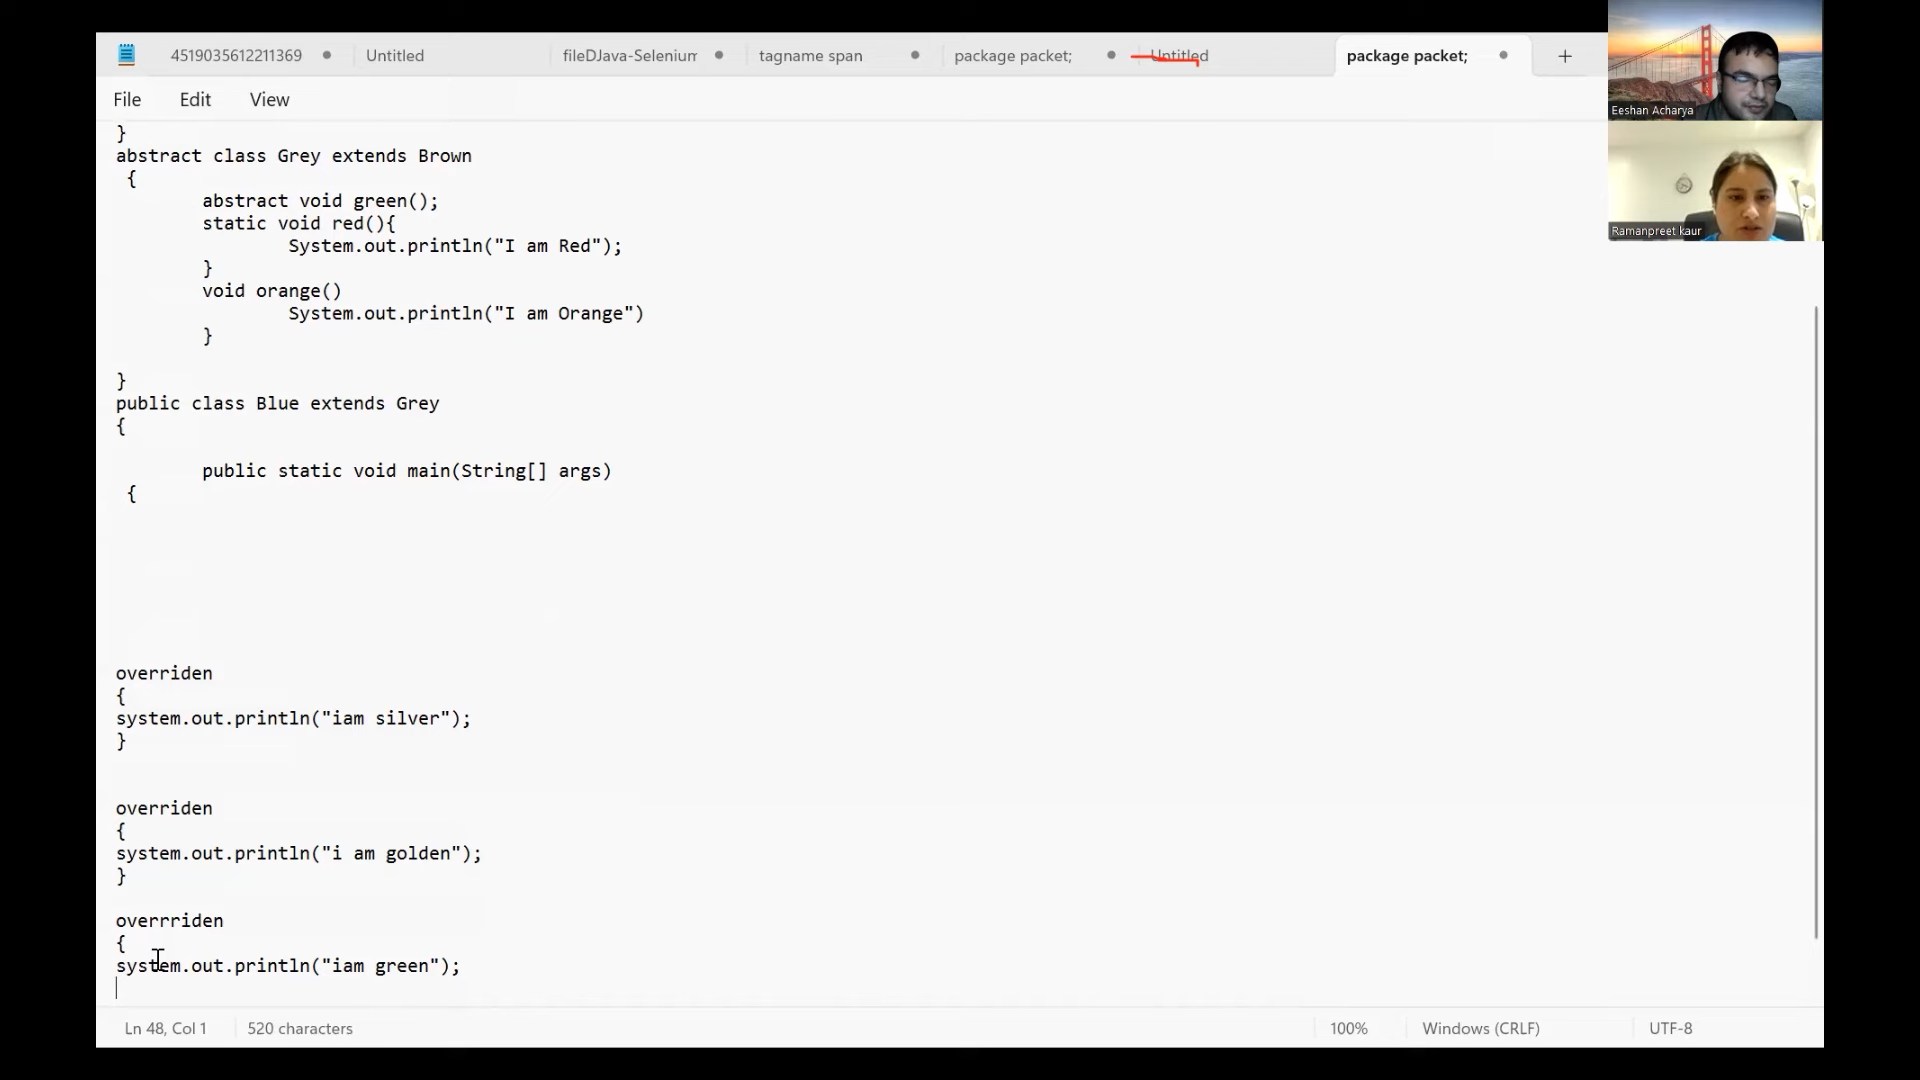 4519035612211369 Untitled fileDJava-Selenium tagname span package packet; Untitled package packet;
File Edit View
Eeshan Acharya
}
abstract class Grey extends Brown
{
abstract void green();
static void red(){
Ramanpreet kaur
System.out.println("I am Red");
}
void orange()
System.out.println("I am Orange")
}
}
public class Blue extends Grey
{
public static void main(String[] args)
{
overriden
{
system.out.println("iam silver");
}
overriden
{
system.out.println("i am golden");
}
overrriden
{
system.out.println("iam green");
Ln 48, Col 1 520 characters 100% Windows (CRLF) UTF-8